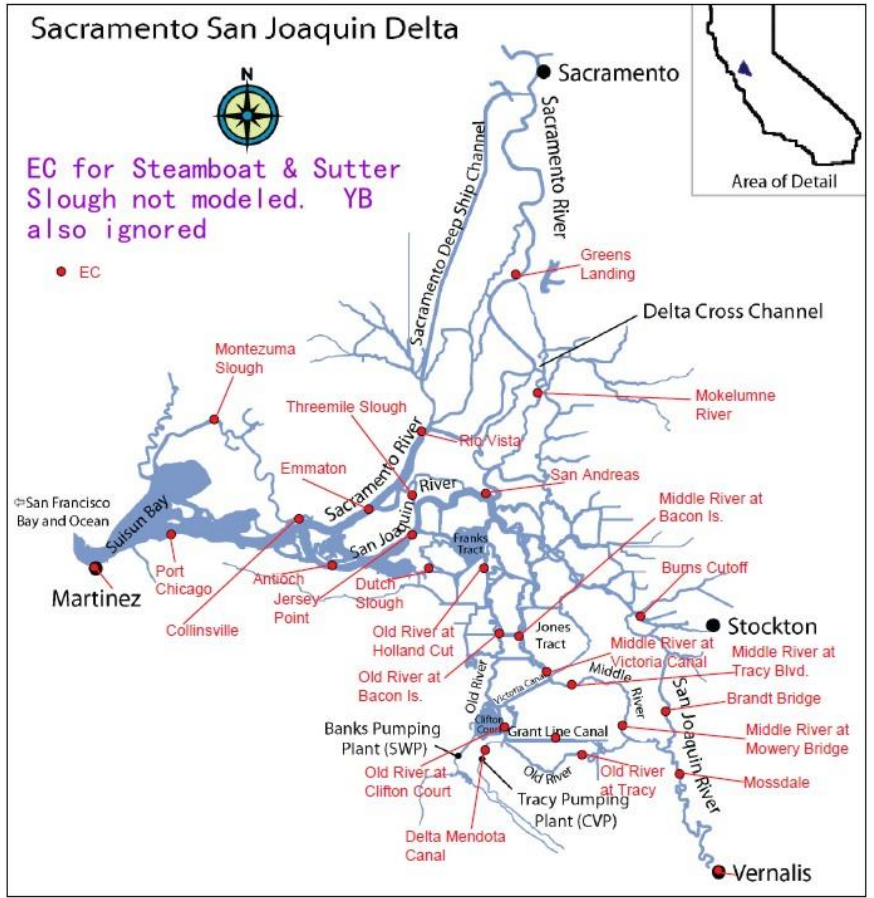 Sacramento San Joaquin Delta
N
Sacramento
EC for Steamboat & Sutter
Slough not modeled.  YB
also ignored
EC
Area of Detail
Sacramento Deep Ship Channel
Sacramento River
Greens
Landing
Delta Cross Channel
Montezuma
Slough
Threemile Slough
Mokelumne
River
Rio Vista
Emmaton
Sacramento River
San Andreas
⇦San Francisco
Bay and Ocean
Suisun Bay
San Joaquin
River
Middle River at
Bacon Is.
Franks
Tract
Port
Chicago
Antioch
Jersey
Point
Dutch
Slough
Burns Cutoff
Martinez
Collinsville
Old River at
Holland Cut
Jones
Tract
Stockton
Middle River at
Victoria Canal
Middle River at
Tracy Blvd.
Old River at
Bacon Is.
Old River
Victoria Canal
Middle
River
San Joaquin River
Brandt Bridge
Clifton
Court
Grant Line Canal
Banks Pumping
Plant (SWP)
Middle River at
Mowery Bridge
Old River at
Clifton Court
Old River
Old River
at Tracy
Mossdale
Tracy Pumping
Plant (CVP)
Delta Mendota
Canal
Vernalis